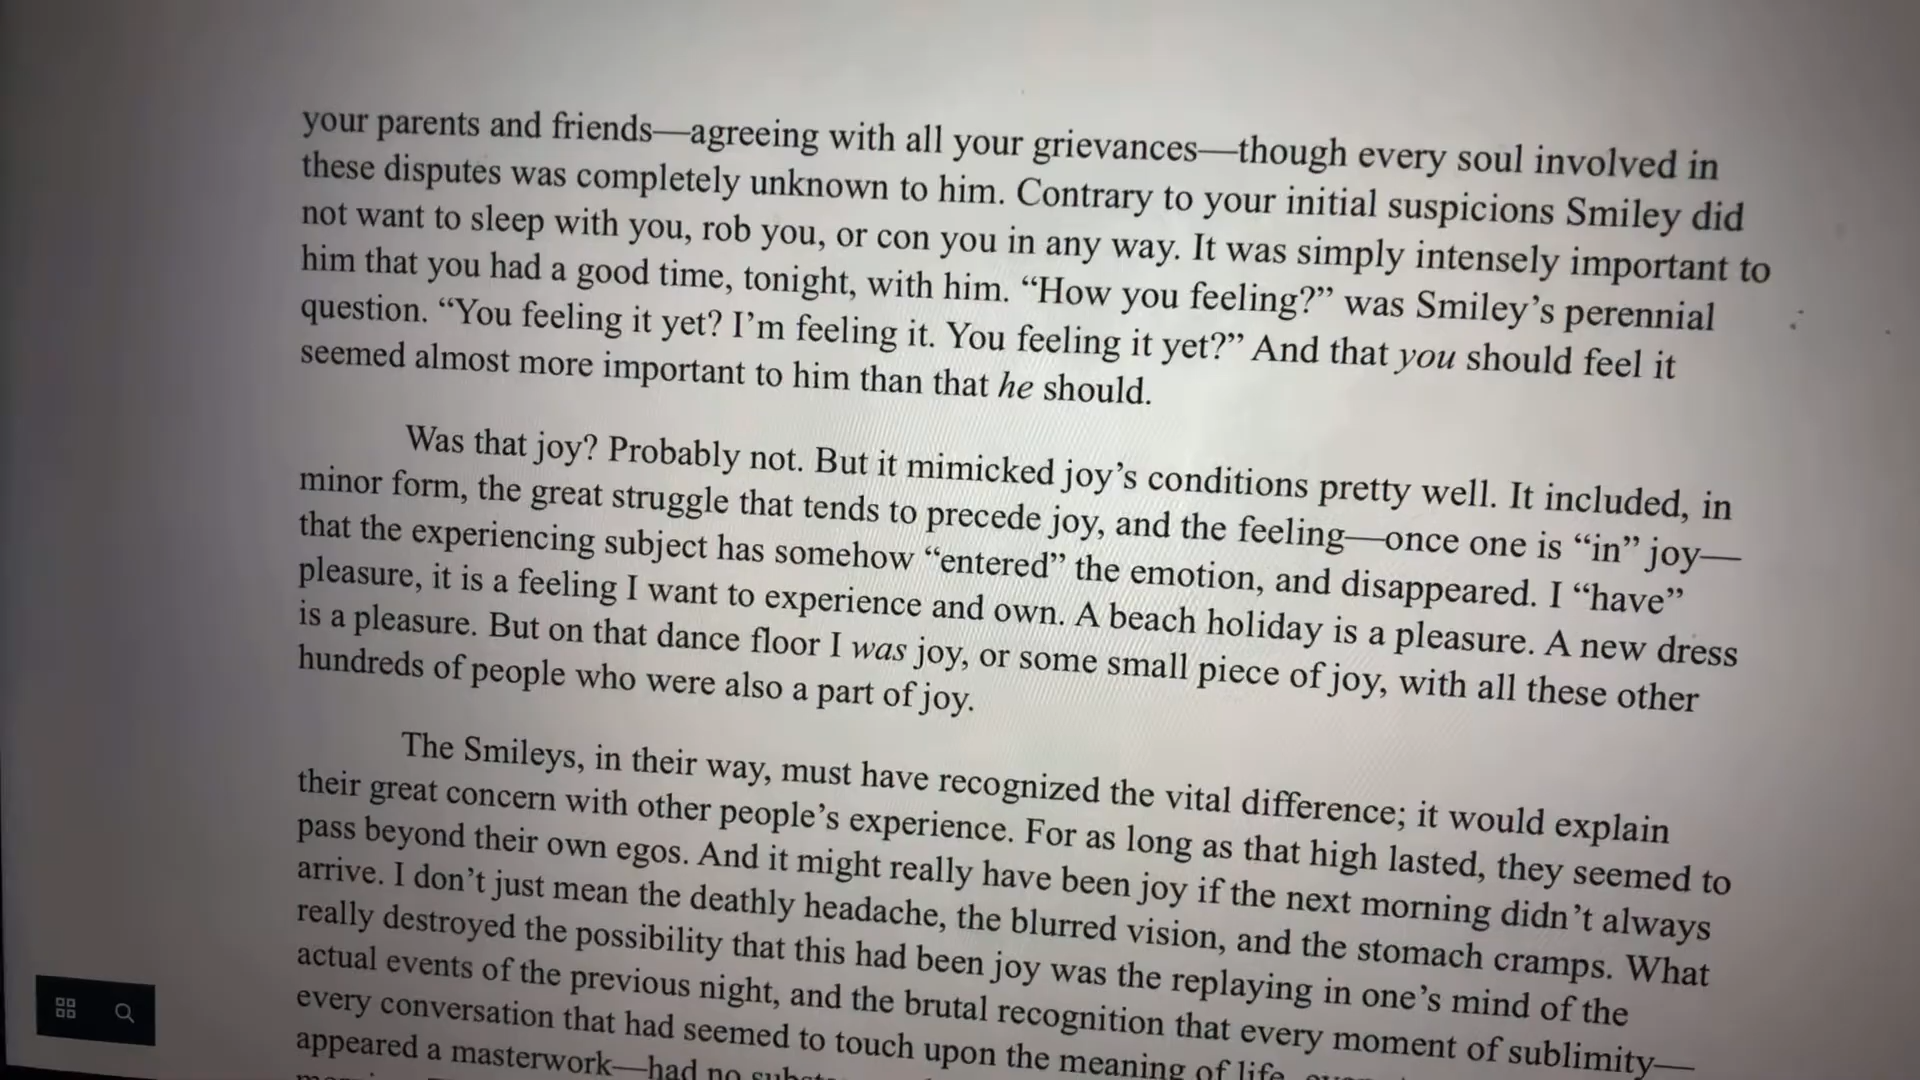 your parents and friends—agreeing with all your grievances—though every soul involved in
these disputes was completely unknown to him. Contrary to your initial suspicions Smiley did
not want to sleep with you, rob you, or con you in any way. It was simply intensely important to
him that you had a good time, tonight, with him. “How you feeling?” was Smiley’s perennial
question. “You feeling it yet? I’m feeling it. You feeling it yet?” And that you should feel it
seemed almost more important to him than that he should.
Was that joy? Probably not. But it mimicked joy’s conditions pretty well. It included, in
minor form, the great struggle that tends to precede joy, and the feeling—once one is “in” joy—
that the experiencing subject has somehow “entered” the emotion, and disappeared. I “have”
pleasure, it is a feeling I want to experience and own. A beach holiday is a pleasure. A new dress
is a pleasure. But on that dance floor I was joy, or some small piece of joy, with all these other
hundreds of people who were also a part of joy.
The Smileys, in their way, must have recognized the vital difference; it would explain
their great concern with other people’s experience. For as long as that high lasted, they seemed to
pass beyond their own egos. And it might really have been joy if the next morning didn’t always
arrive. I don’t just mean the deathly headache, the blurred vision, and the stomach cramps. What
really destroyed the possibility that this had been joy was the replaying in one’s mind of the
actual events of the previous night, and the brutal recognition that every moment of sublimity—
every conversation that had seemed to touch upon the meaning of life,
appeared a masterwork—had no